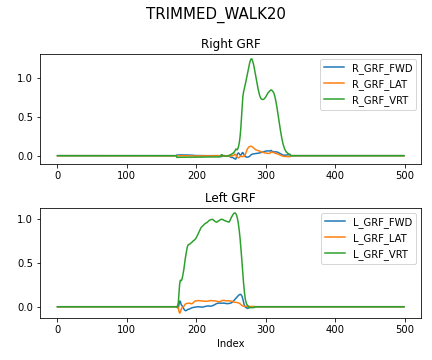 TRIMMED_WALK20
Right GRF
1.0
0.5
0.0
R_GRF_FWD
R_GRF_LAT
R_GRF_VRT
0 100 200 300 400 500
Left GRF
1.0
0.5
0.0
L_GRF_FWD
L_GRF_LAT
L_GRF_VRT
0 100 200 300 400 500
Index